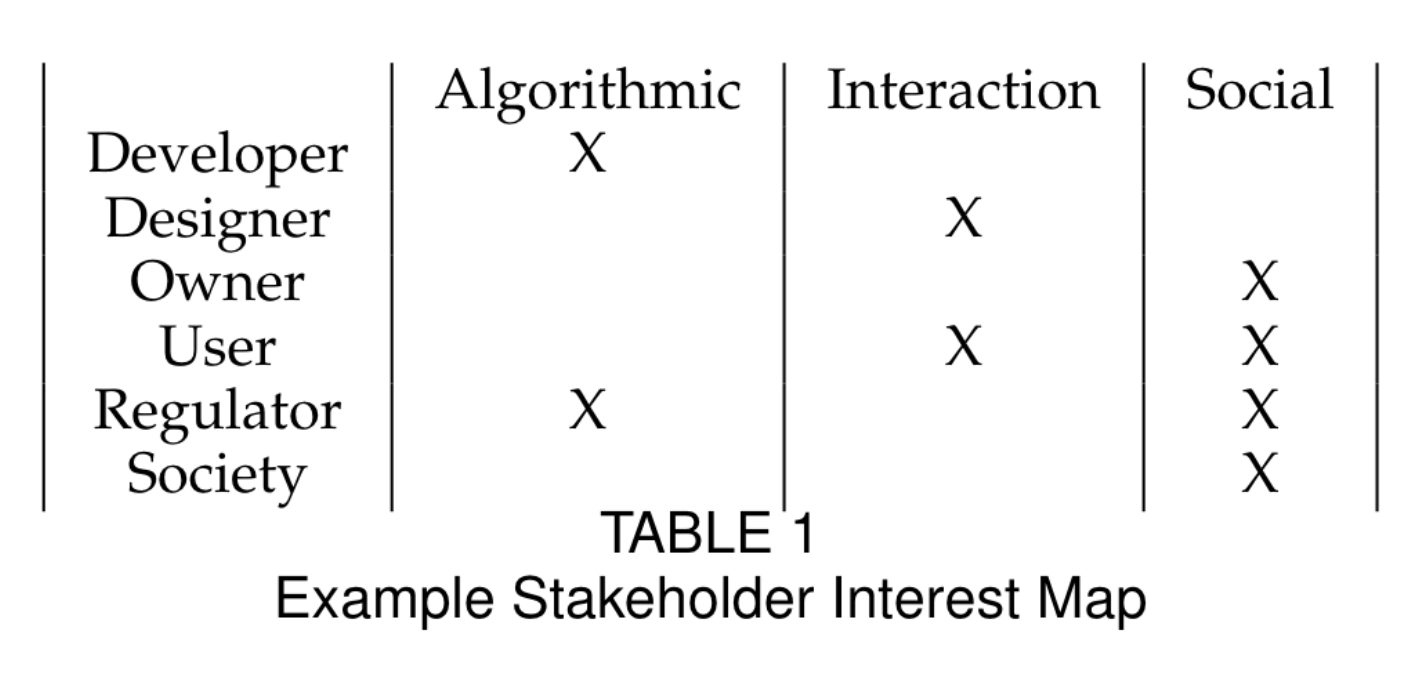 Algorithmic Interaction Social
Developer X
Designer X
Owner X
User X X
Regulator X X
Society X
TABLE 1
Example Stakeholder Interest Map